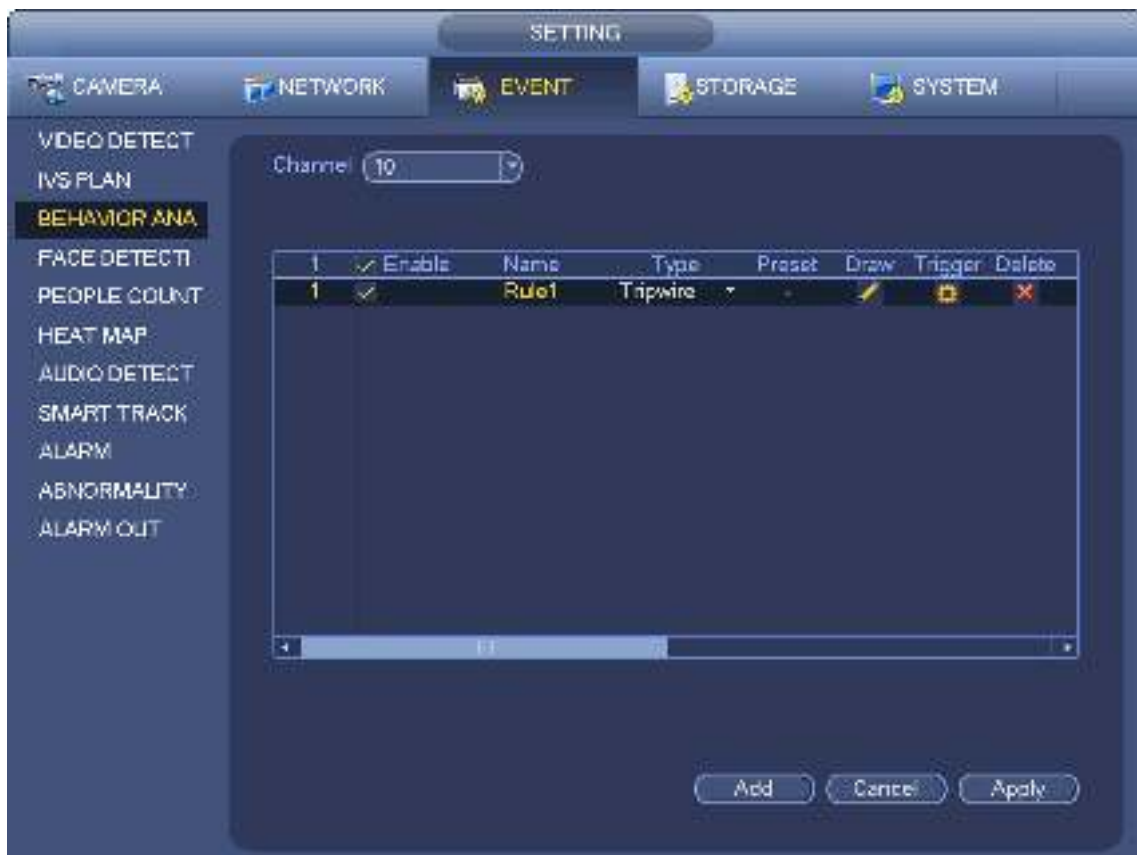 SETTING
CAMERA NETWORK EVENT STORAGE SYSTEM
VIDEO DETECT
IVS PLAN
BEHAVIOR ANA
FACE DETECTI
PEOPLE COUNT
HEAT MAP
AUDIO DETECT
SMART TRACK
ALARM
ABNORMALITY
ALARM OUT
Channel 10
1 Enable Name Type Preset Draw Trigger Delete
1 Rule1 Tripwire -
Add Cancel Apply